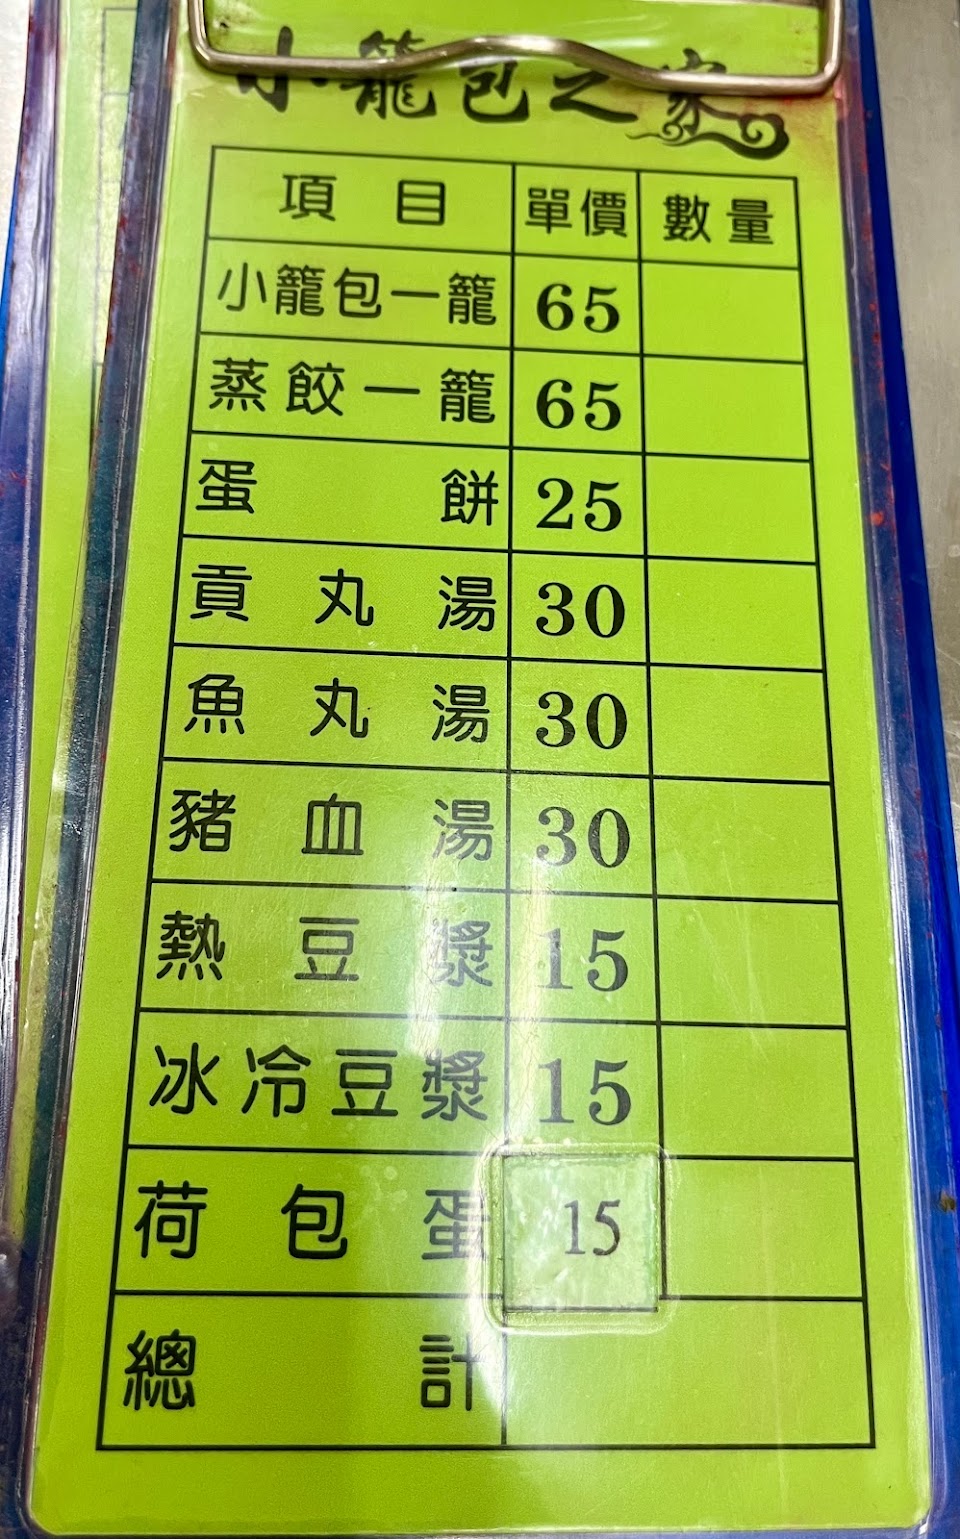 小籠包之家
項目 單價 數量
小籠包一籠 65
蒸餃一籠 65
蛋餅 25
貢丸湯 30
魚丸湯 30
豬血湯 30
熱豆漿 15
冰冷豆漿 15
荷包蛋 15
總計